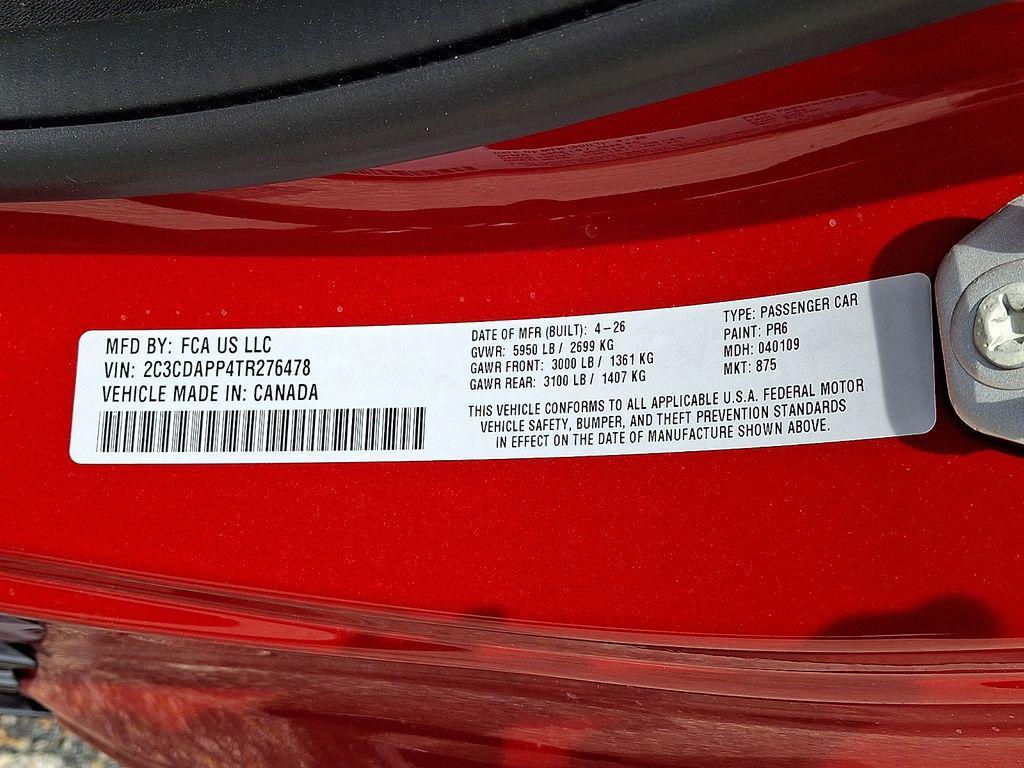 MFD BY: FCA US LLC
VIN: 2C3CDAPP4TR276478
VEHICLE MADE IN: CANADA
DATE OF MFR (BUILT): 4-26
GVWR: 5950 LB / 2699 KG
GAWR FRONT: 3000 LB / 1361 KG
GAWR REAR: 3100 LB / 1407 KG
TYPE: PASSENGER CAR
PAINT: PR6
MDH: 040109
MKT: 875
THIS VEHICLE CONFORMS TO ALL APPLICABLE U.S.A. FEDERAL MOTOR
VEHICLE SAFETY, BUMPER, AND THEFT PREVENTION STANDARDS
IN EFFECT ON THE DATE OF MANUFACTURE SHOWN ABOVE.